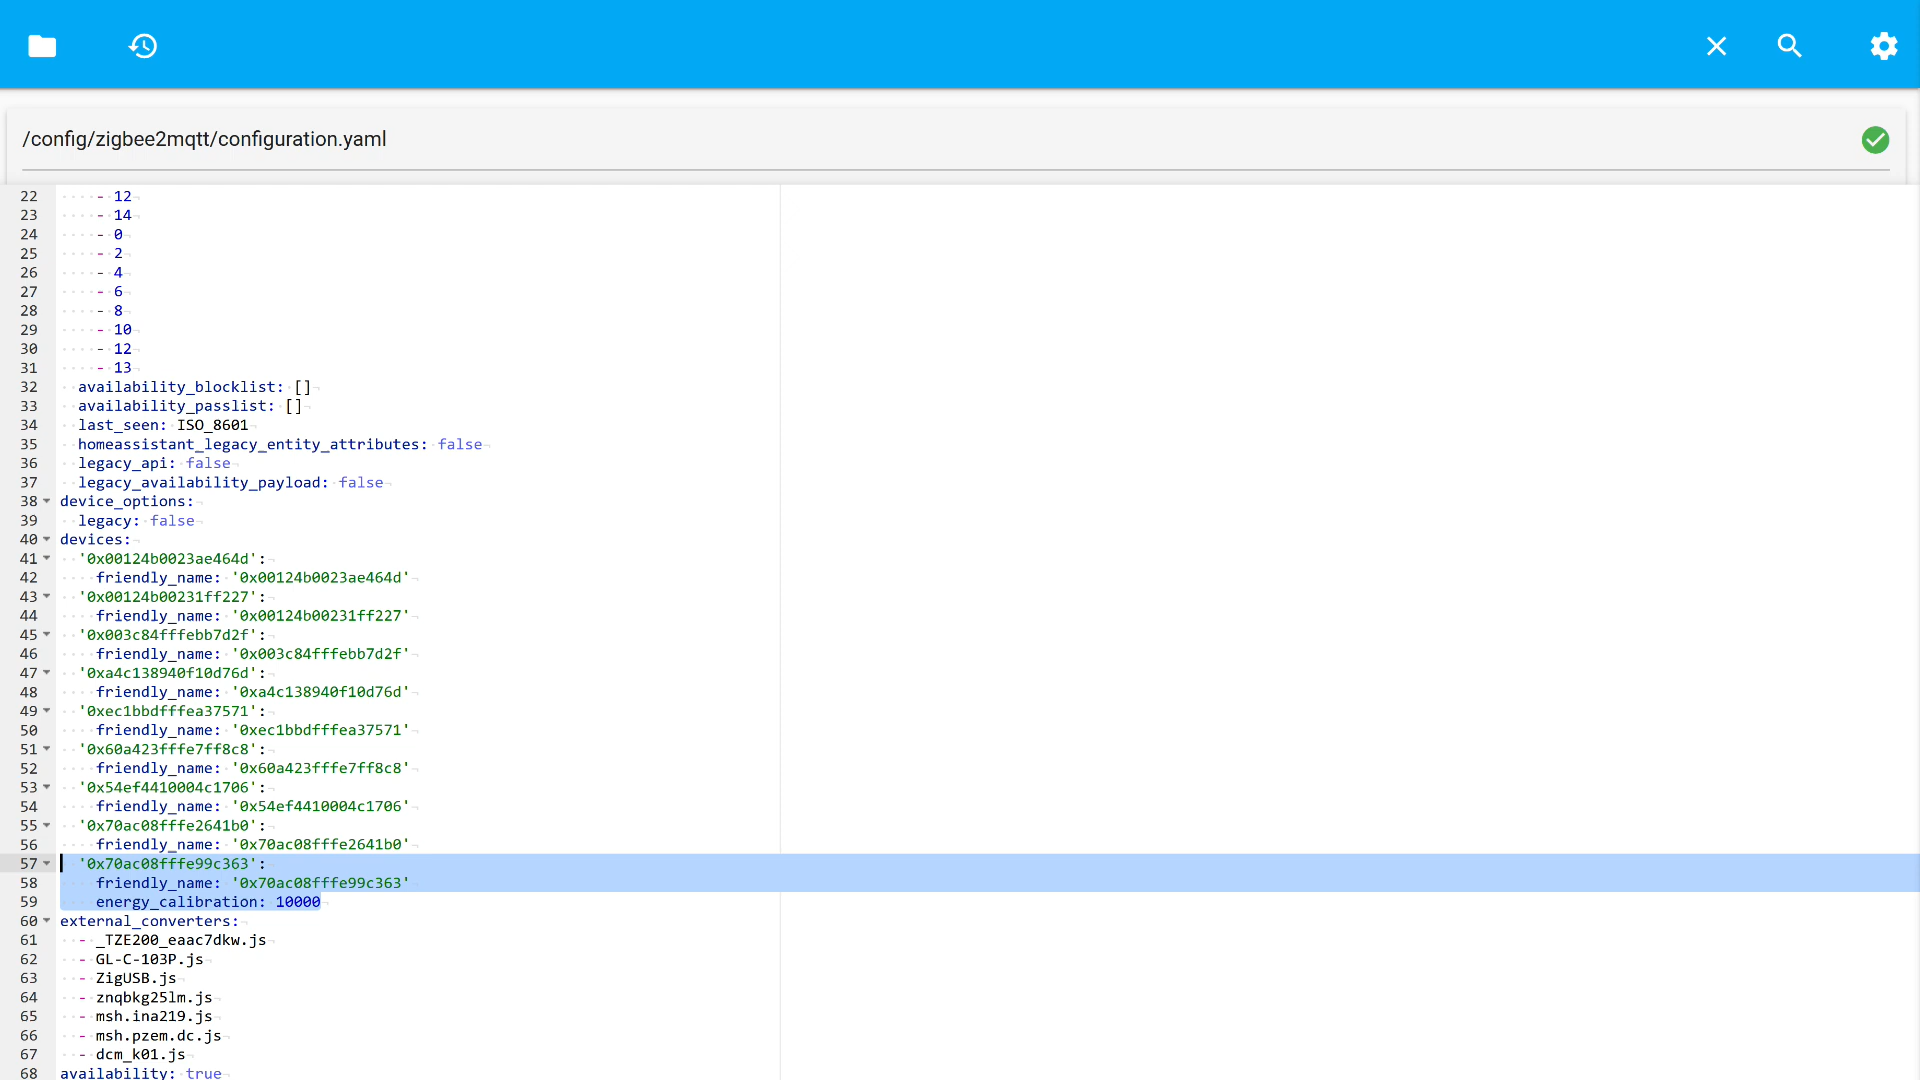 /config/zigbee2mqtt/configuration.yaml
22 - 12
23 - 14
24 - 0
25 - 2
26 - 4
27 - 6
28 - 8
29 - 10
30 - 12
31 - 13
32 availability_blocklist: []
33 availability_passlist: []
34 last_seen: ISO_8601
35 homeassistant_legacy_entity_attributes: false
36 legacy_api: false
37 legacy_availability_payload: false
38 device_options:
39 legacy: false
40 devices:
41 '0x00124b0023ae464d':
42 friendly_name: '0x00124b0023ae464d'
43 '0x00124b00231ff227':
44 friendly_name: '0x00124b00231ff227'
45 '0x003c84fffebb7d2f':
46 friendly_name: '0x003c84fffebb7d2f'
47 '0xa4c138940f10d76d':
48 friendly_name: '0xa4c138940f10d76d'
49 '0xec1bbdfffea37571':
50 friendly_name: '0xec1bbdfffea37571'
51 '0x60a423fffe7ff8c8':
52 friendly_name: '0x60a423fffe7ff8c8'
53 '0x54ef4410004c1706':
54 friendly_name: '0x54ef4410004c1706'
55 '0x70ac08fffe2641b0':
56 friendly_name: '0x70ac08fffe2641b0'
57 '0x70ac08fffe99c363':
58 friendly_name: '0x70ac08fffe99c363'
59 energy_calibration: 10000
60 external_converters:
61 - _TZE200_eaac7dkw.js
62 - GL-C-103P.js
63 - ZigUSB.js
64 - znqbkg25lm.js
65 - msh.ina219.js
66 - msh.pzem.dc.js
67 - dcm_k01.js
68 availability: true